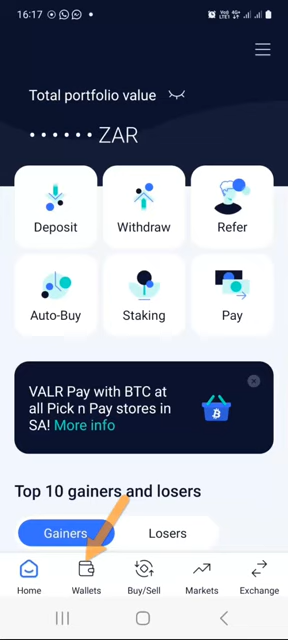 16:17
Total portfolio value
•••••• ZAR
Deposit
Withdraw
Refer
Auto-Buy
Staking
Pay
VALR Pay with BTC at
all Pick n Pay stores in
SA! More info
Top 10 gainers and losers
Gainers
Losers
Home
Wallets
Buy/Sell
Markets
Exchange